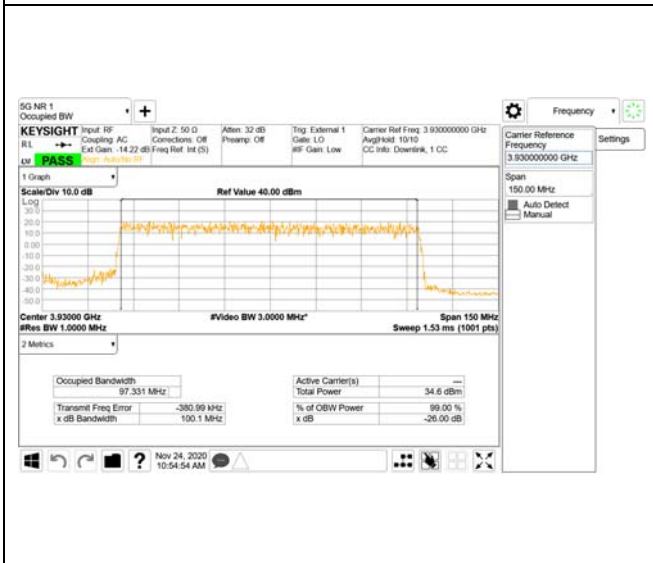 5G NR 1
Occupied BW
+
Frequency
KEYSIGHT
RL
PASS
Input: RF
Coupling: AC
Ext Gain: -14.22 dB
Align: Auto/No RF
Input Z: 50 Ω
Corrections: Off
Freq Ref: Int (S)
Atten: 32 dB
Preamp: Off
Trig: External 1
Gate: LO
#IF Gain: Low
Carrier Ref Freq: 3.930000000 GHz
Avg|Hold: 10/10
CC Info: Downlink, 1 CC
Carrier Reference
Frequency
3.930000000 GHz
Settings
Span
150.00 MHz
Auto Detect
Manual
1 Graph
Scale/Div 10.0 dB
Ref Value 40.00 dBm
Log
30.0
20.0
10.0
0.00
-10.0
-20.0
-30.0
-40.0
-50.0
Center 3.93000 GHz
#Video BW 3.0000 MHz*
Span 150 MHz
#Res BW 1.0000 MHz
Sweep 1.53 ms (1001 pts)
2 Metrics
Occupied Bandwidth
97.331 MHz
Active Carrier(s)
---
Total Power
34.6 dBm
Transmit Freq Error
-380.99 kHz
% of OBW Power
99.00 %
x dB Bandwidth
100.1 MHz
x dB
-26.00 dB
?
Nov 24, 2020
10:54:54 AM